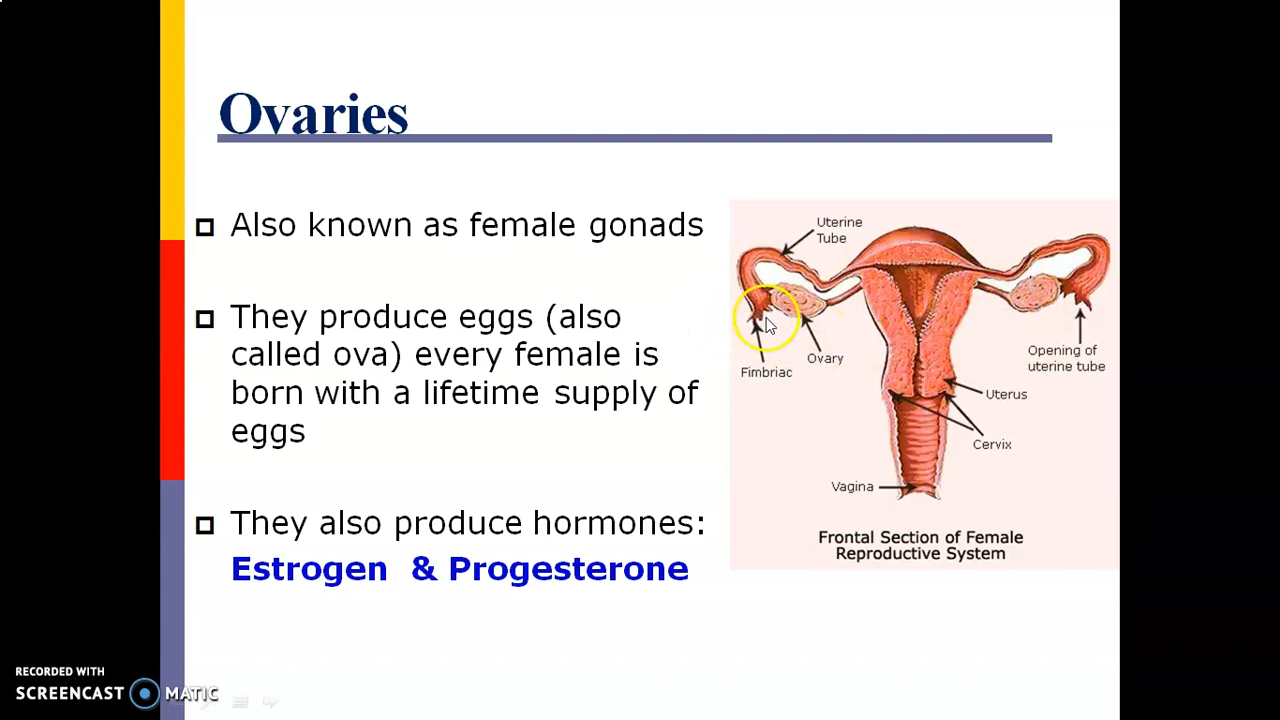 Ovaries
Also known as female gonads
They produce eggs (also
called ova) every female is
born with a lifetime supply of
eggs
They also produce hormones:
Estrogen & Progesterone
Uterine
Tube
Fimbriac
Ovary
Opening of
uterine tube
Uterus
Cervix
Vagina
Frontal Section of Female
Reproductive System
RECORDED WITH
SCREENCAST MATIC